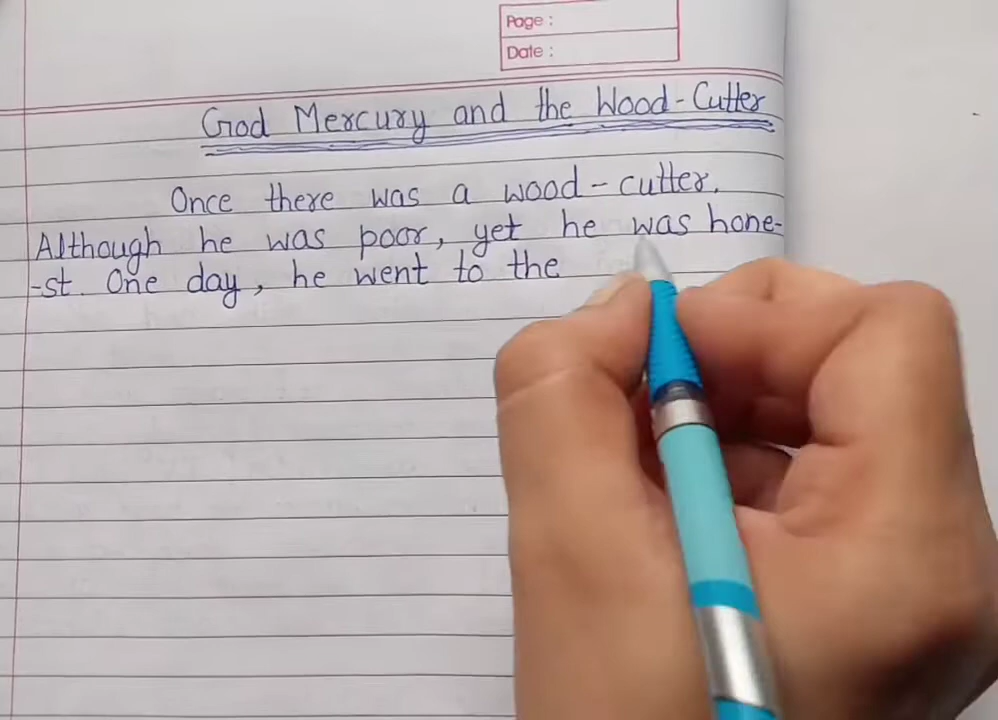 Page :
Date :
God Mercury and the Wood-Cutter
Once there was a wood-cutter.
Although he was poor, yet he was hone-
-st. One day, he went to the